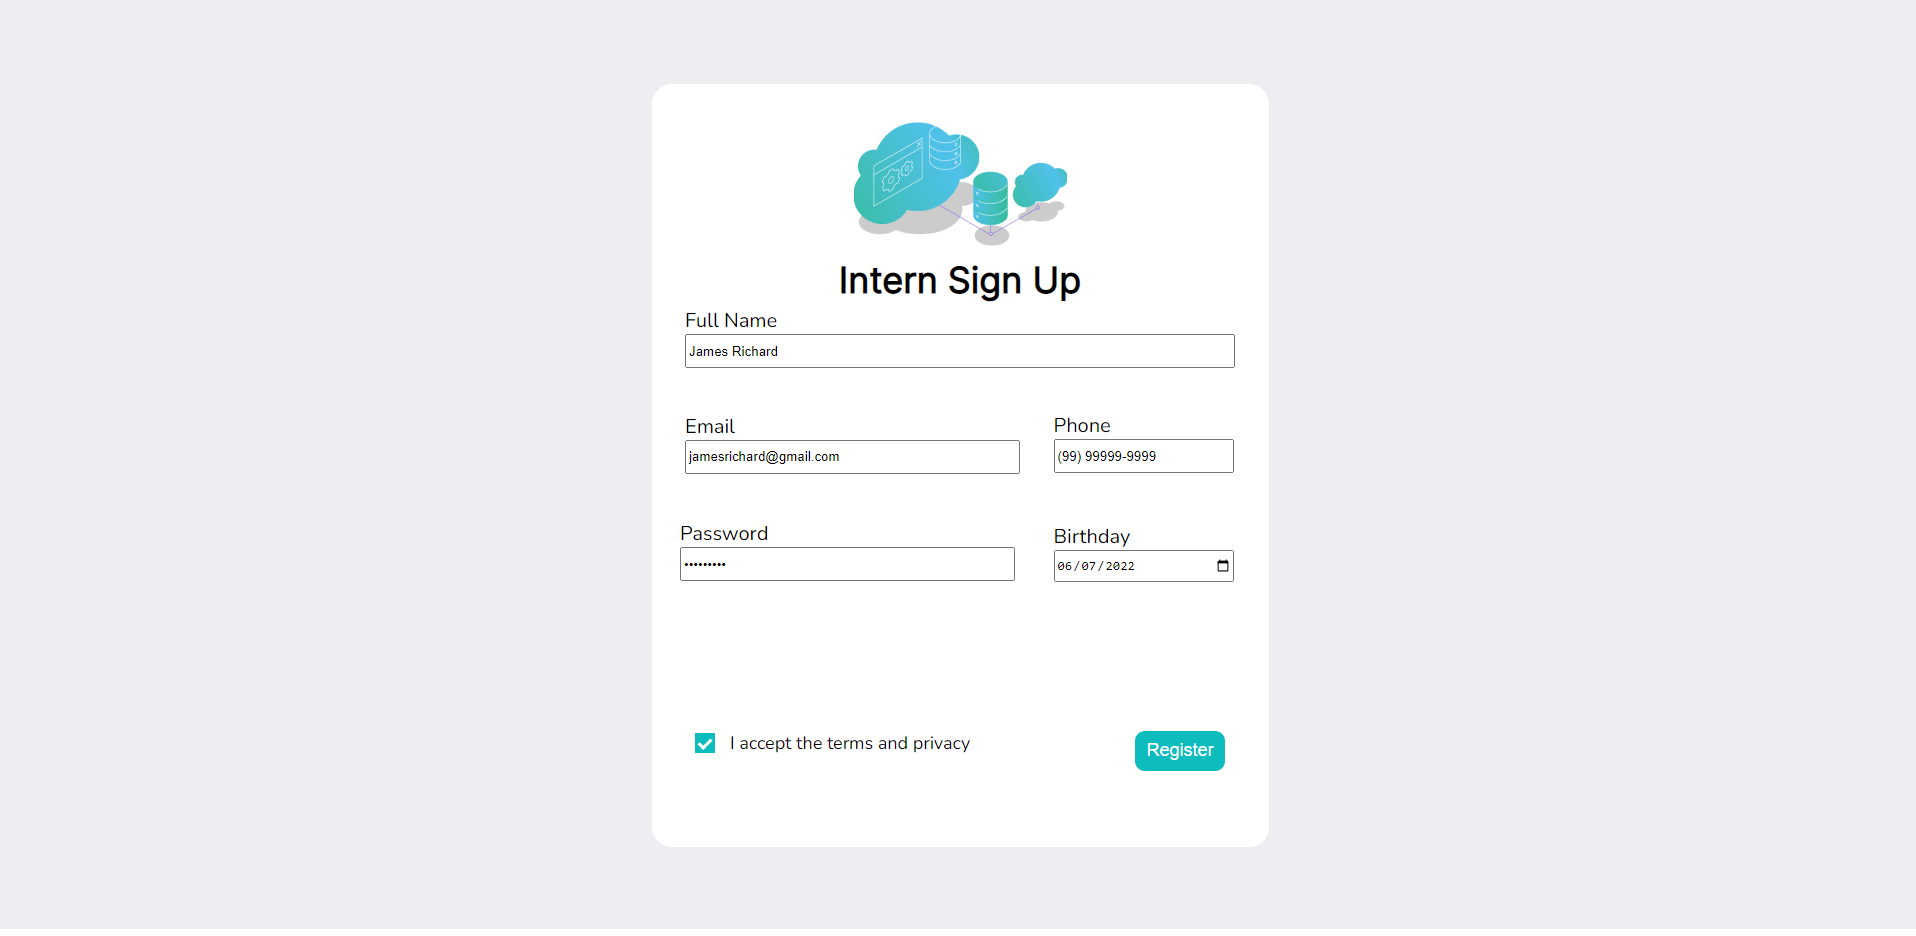 Intern Sign Up
Full Name
James Richard
Email
Phone
jamesrichard@gmail.com
(99) 99999-9999
Password
Birthday
•••••••••
06/07/2022
I accept the terms and privacy
Register